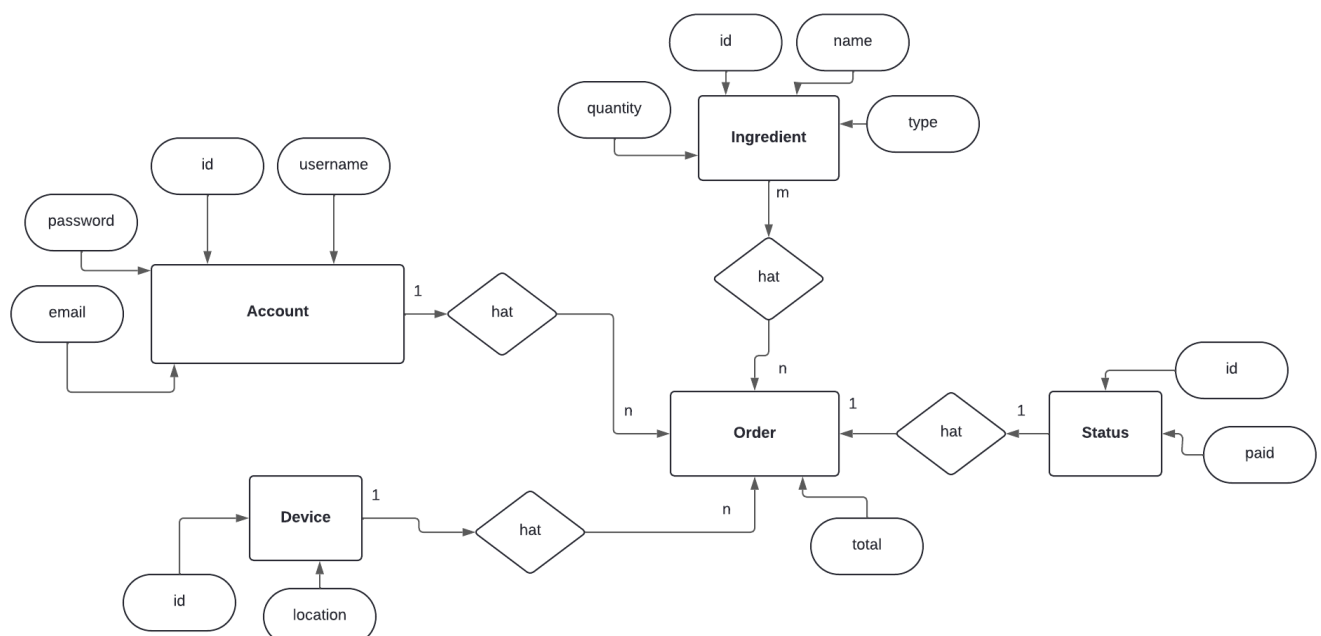 id
name
quantity
Ingredient
type
id
username
m
password
hat
1
email
Account
hat
n
id
n
1
1
Order
hat
Status
paid
1
n
Device
hat
total
id
location